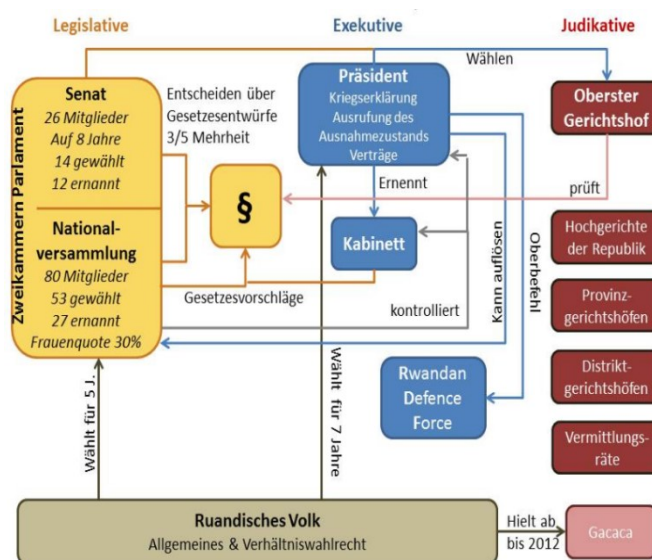 Legislative
Exekutive
Judikative
Zweikammern Parlament
Senat
26 Mitglieder
Auf 8 Jahre
14 gewählt
12 ernannt
National-
versammlung
80 Mitglieder
53 gewählt
27 ernannt
Frauenquote 30%
Entscheiden über
Gesetzesentwürfe
3/5 Mehrheit
§
Gesetzesvorschläge
Präsident
Kriegserklärung
Ausrufung des
Ausnahmezustands
Verträge
Ernennt
Kabinett
kontrolliert
Kann auflösen
Oberbefehl
Wählen
Oberster
Gerichtshof
prüft
Hochgerichte
der Republik
Provinz-
gerichtshöfen
Distrikt-
gerichtshöfen
Vermittlungs-
räte
Rwandan
Defence
Force
Wählt für 5 J.
Wählt für 7 Jahre
Ruandisches Volk
Allgemeines & Verhältniswahlrecht
Hielt ab
bis 2012
Gacaca